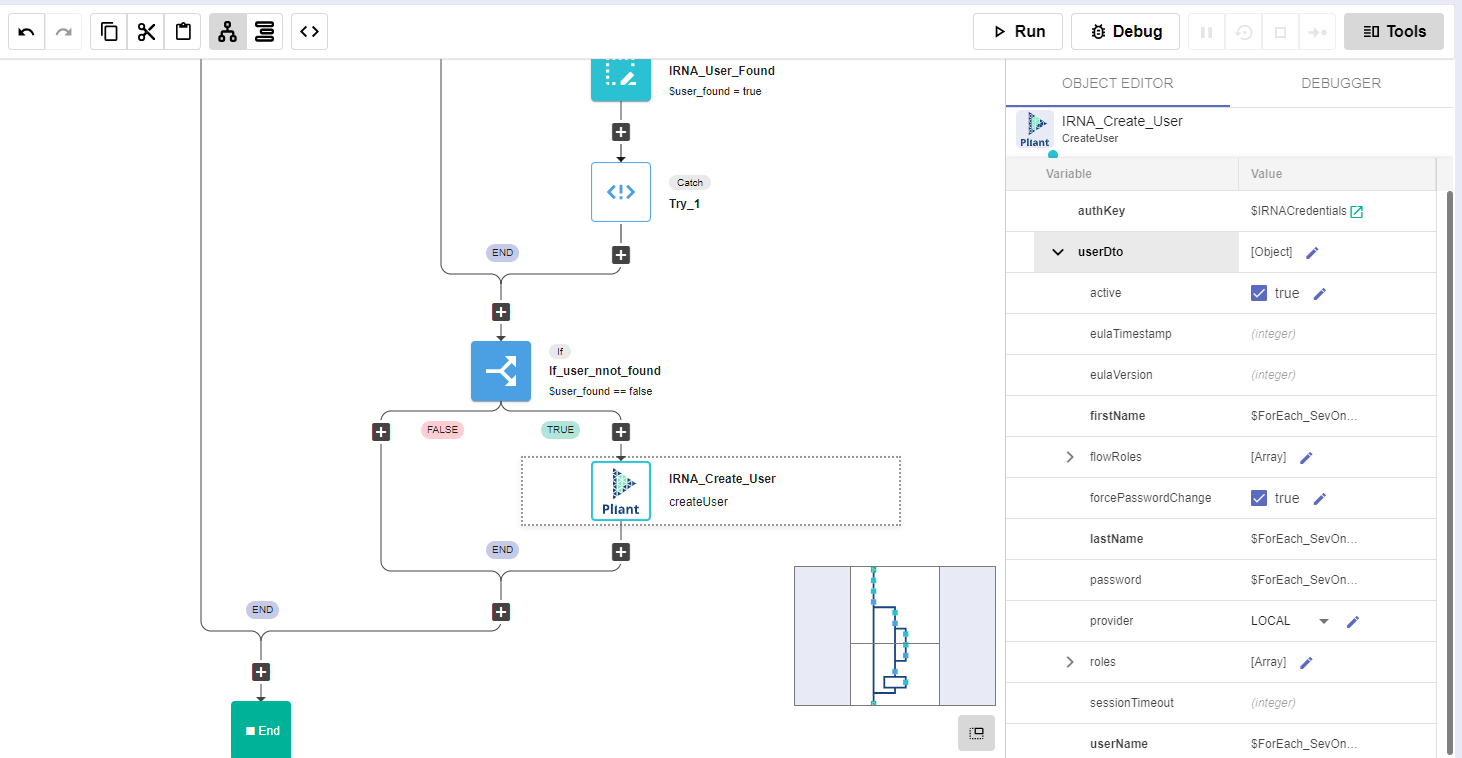 Run
Debug
Tools
IRNA_User_Found
$user_found = true
Catch
Try_1
END
If
If_user_nnot_found
$user_found == false
FALSE
TRUE
Pliant
IRNA_Create_User
createUser
END
END
End
OBJECT EDITOR
DEBUGGER
Pliant
IRNA_Create_User
CreateUser
Variable Value
authKey $IRNACredentials
userDto [Object]
active true
eulaTimestamp (integer)
eulaVersion (integer)
firstName $ForEach_SevOn...
flowRoles [Array]
forcePasswordChange true
lastName $ForEach_SevOn...
password $ForEach_SevOn...
provider LOCAL
roles [Array]
sessionTimeout (integer)
userName $ForEach_SevOn...